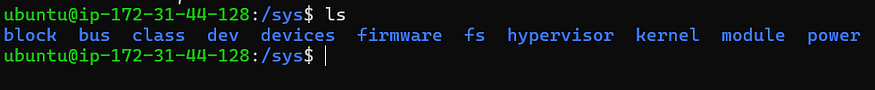 ubuntu@ip-172-31-44-128:/sys$ ls
block  bus  class  dev  devices  firmware  fs  hypervisor  kernel  module  power
ubuntu@ip-172-31-44-128:/sys$